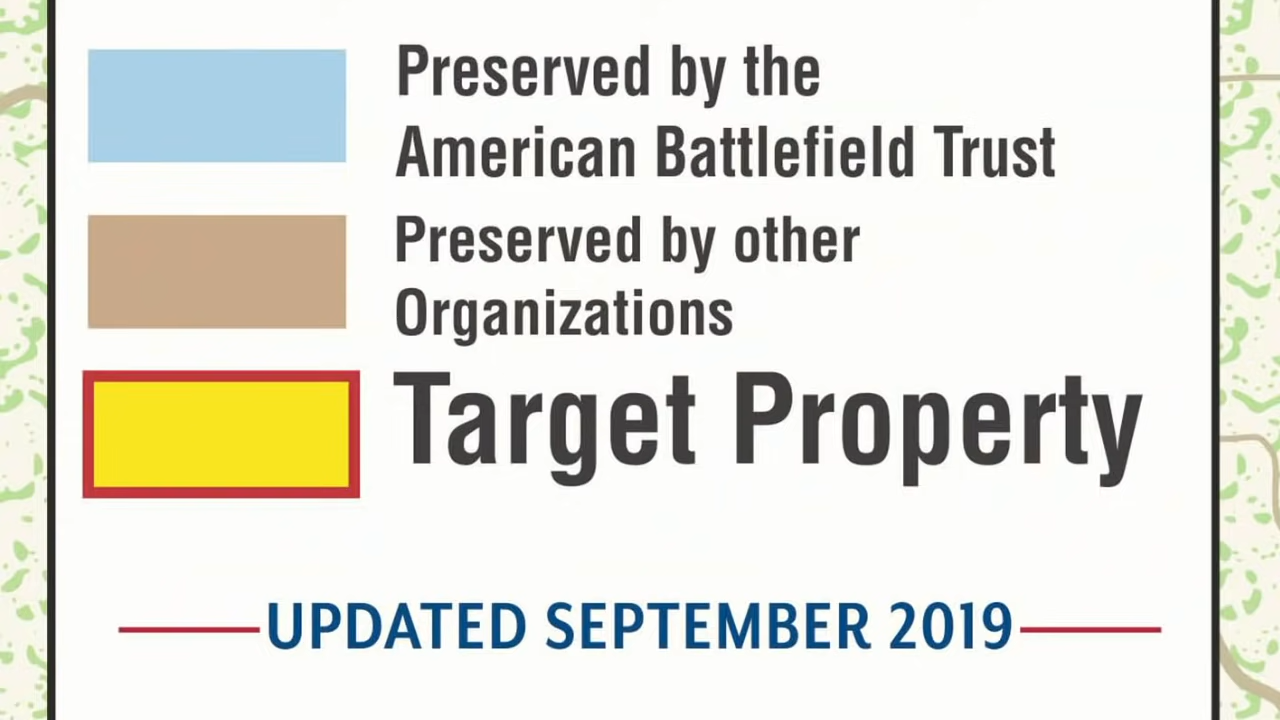 Preserved by the
American Battlefield Trust
Preserved by other
Organizations
Target Property
UPDATED SEPTEMBER 2019